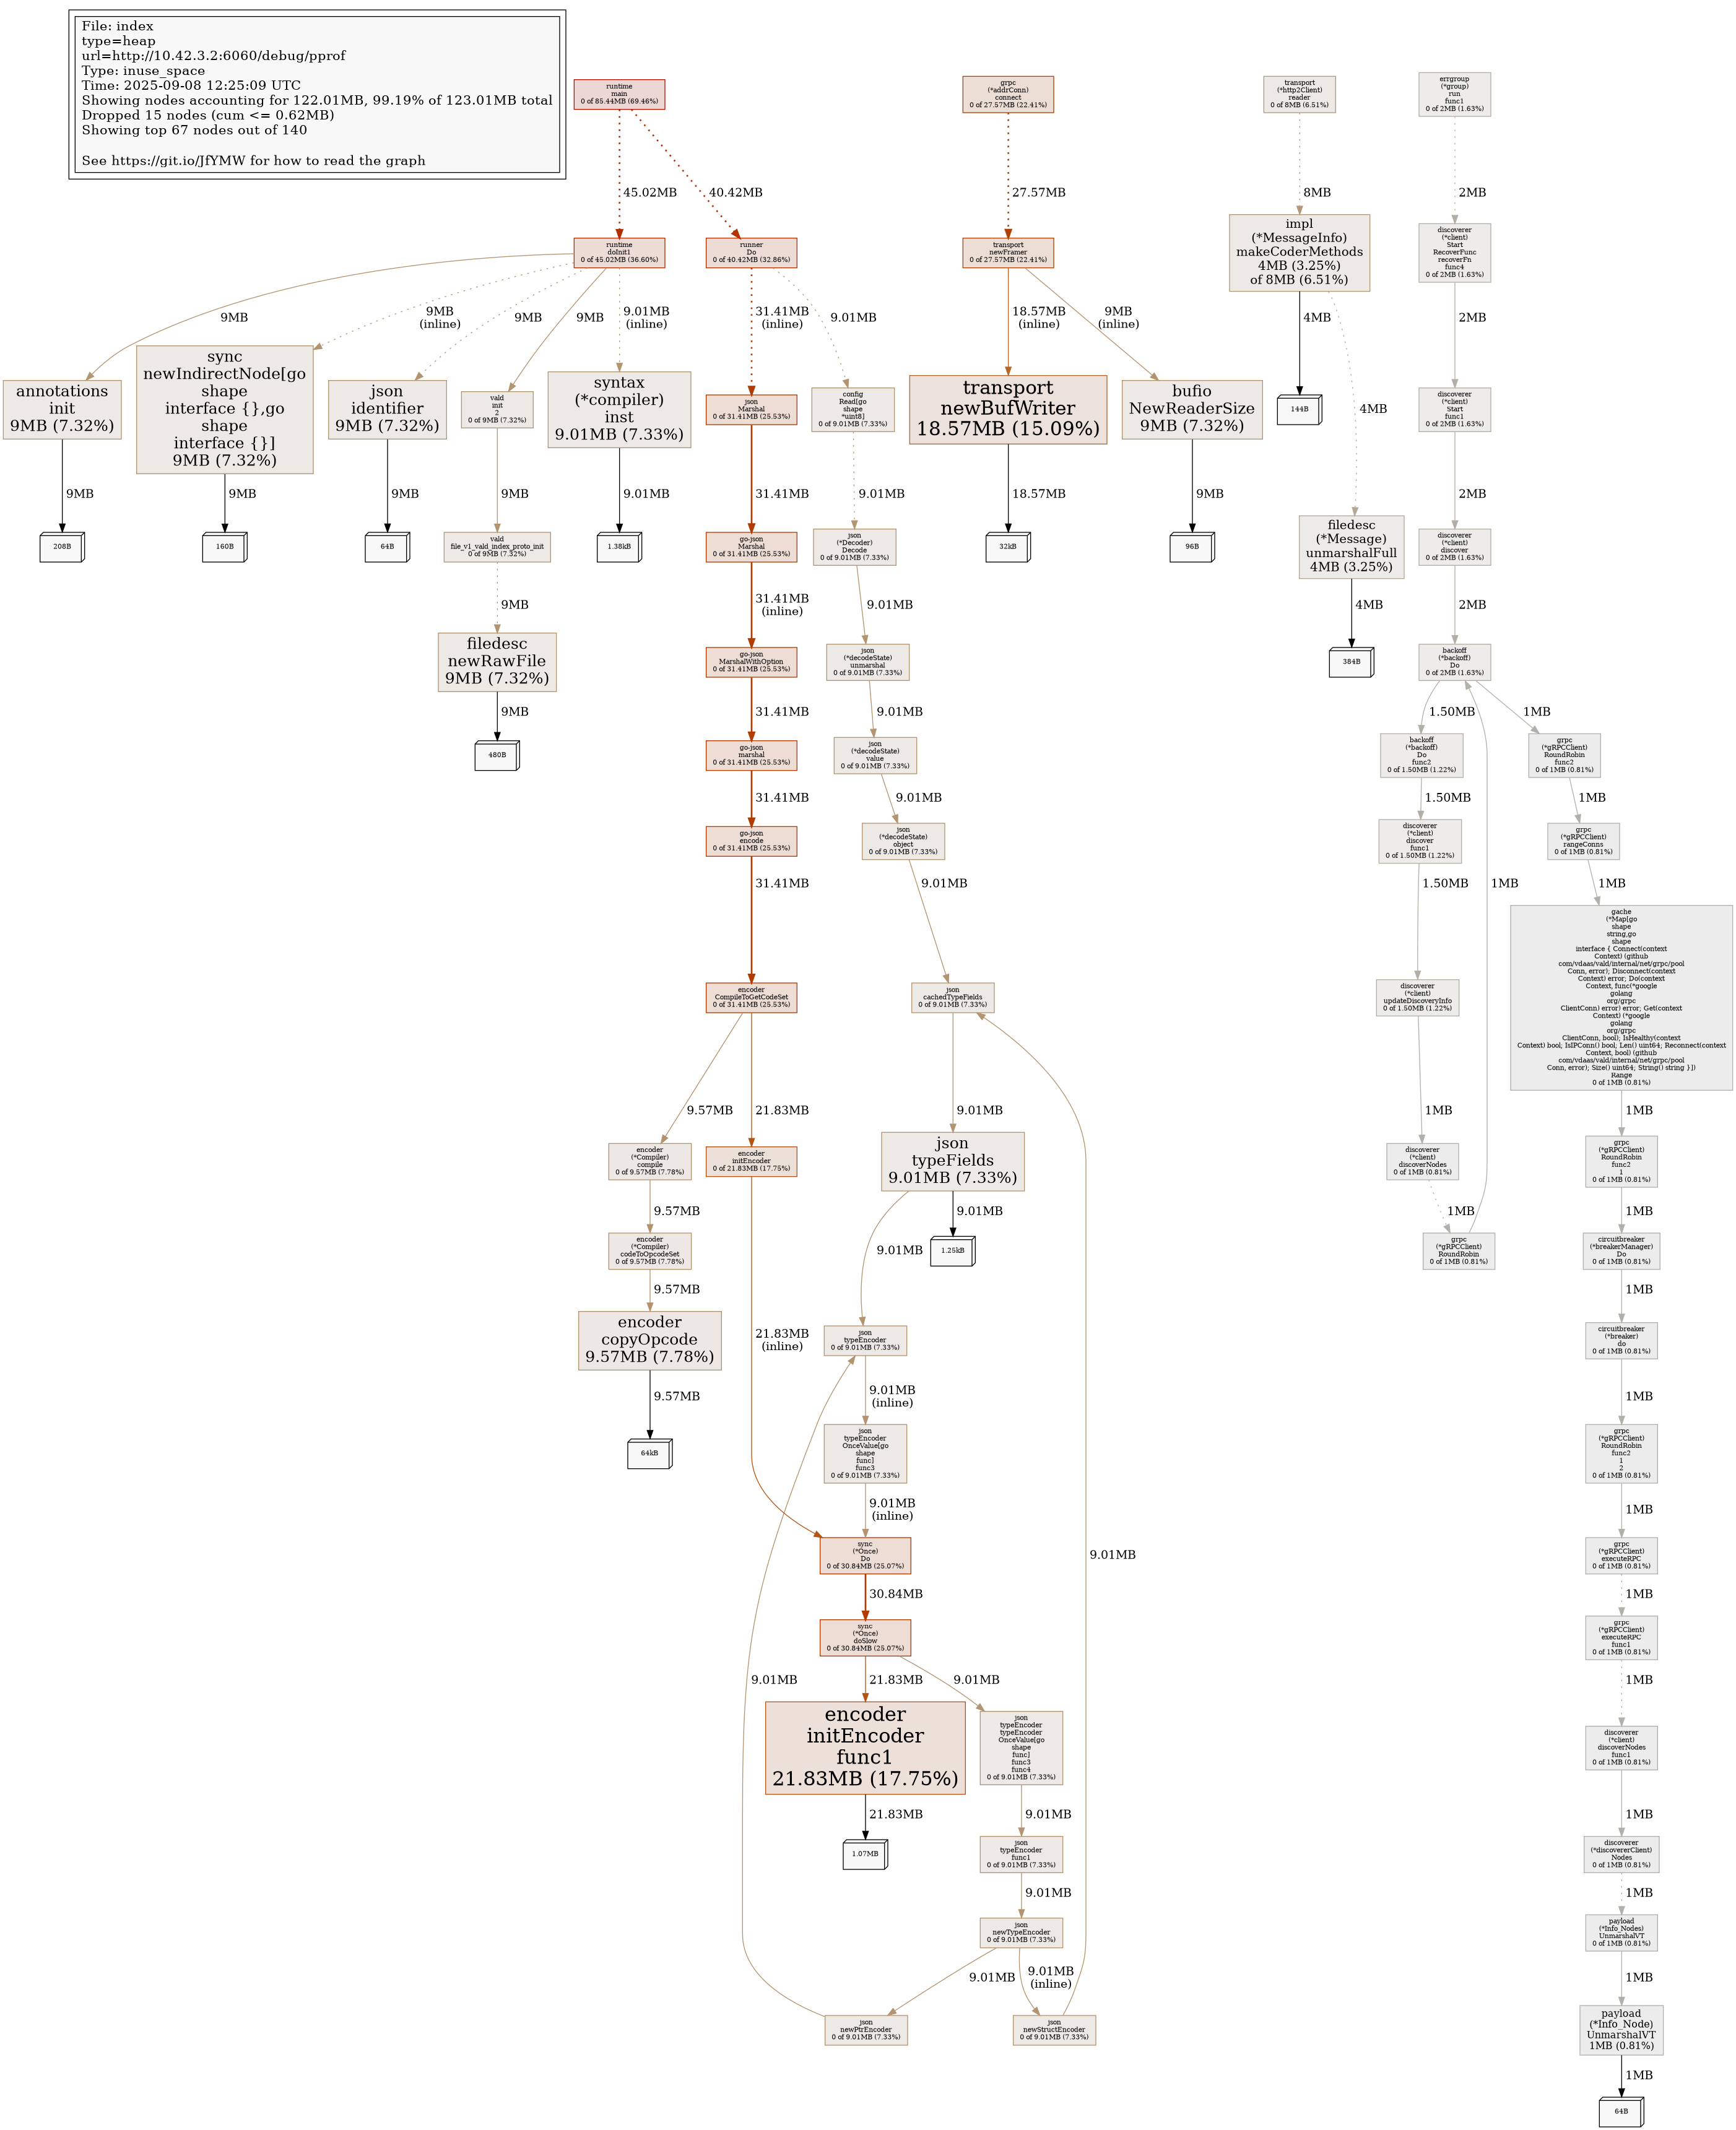 File: index
type=heap
url=http://10.42.3.2:6060/debug/pprof
Type: inuse_space
Time: 2025-09-08 12:25:09 UTC
Showing nodes accounting for 122.01MB, 99.19% of 123.01MB total
Dropped 15 nodes (cum <= 0.62MB)
Showing top 67 nodes out of 140
See https://git.io/JfYMW for how to read the graph
runtime
main
0 of 85.44MB (69.46%)
grpc
(*addrConn)
connect
0 of 27.57MB (22.41%)
transport
(*http2Client)
reader
0 of 8MB (6.51%)
errgroup
(*group)
run
func1
0 of 2MB (1.63%)
45.02MB
40.42MB
27.57MB
8MB
2MB
runtime
doInit1
0 of 45.02MB (36.60%)
runner
Do
0 of 40.42MB (32.86%)
transport
newFramer
0 of 27.57MB (22.41%)
impl
(*MessageInfo)
makeCoderMethods
4MB (3.25%)
of 8MB (6.51%)
discoverer
(*client)
Start
RecoverFunc
recoverFn
func4
0 of 2MB (1.63%)
9MB
9MB
(inline)
9MB
9MB
9.01MB
(inline)
31.41MB
(inline)
9.01MB
18.57MB
(inline)
9MB
(inline)
4MB
4MB
2MB
annotations
init
9MB (7.32%)
sync
newIndirectNode[go
shape
interface {},go
shape
interface {}]
9MB (7.32%)
json
identifier
9MB (7.32%)
vald
init
2
0 of 9MB (7.32%)
syntax
(*compiler)
inst
9.01MB (7.33%)
json
Marshal
0 of 31.41MB (25.53%)
config
Read[go
shape
*uint8]
0 of 9.01MB (7.33%)
transport
newBufWriter
18.57MB (15.09%)
bufio
NewReaderSize
9MB (7.32%)
144B
discoverer
(*client)
Start
func1
0 of 2MB (1.63%)
9MB
9MB
9MB
9MB
9.01MB
31.41MB
9.01MB
18.57MB
9MB
2MB
208B
160B
64B
vald
file_v1_vald_index_proto_init
0 of 9MB (7.32%)
1.38kB
go-json
Marshal
0 of 31.41MB (25.53%)
json
(*Decoder)
Decode
0 of 9.01MB (7.33%)
32kB
96B
filedesc
(*Message)
unmarshalFull
4MB (3.25%)
discoverer
(*client)
discover
0 of 2MB (1.63%)
9MB
31.41MB
(inline)
9.01MB
4MB
2MB
filedesc
newRawFile
9MB (7.32%)
go-json
MarshalWithOption
0 of 31.41MB (25.53%)
json
(*decodeState)
unmarshal
0 of 9.01MB (7.33%)
384B
backoff
(*backoff)
Do
0 of 2MB (1.63%)
9MB
31.41MB
9.01MB
1.50MB
1MB
480B
go-json
marshal
0 of 31.41MB (25.53%)
json
(*decodeState)
value
0 of 9.01MB (7.33%)
backoff
(*backoff)
Do
func2
0 of 1.50MB (1.22%)
grpc
(*gRPCClient)
RoundRobin
func2
0 of 1MB (0.81%)
31.41MB
9.01MB
1.50MB
1MB
go-json
encode
0 of 31.41MB (25.53%)
json
(*decodeState)
object
0 of 9.01MB (7.33%)
discoverer
(*client)
discover
func1
0 of 1.50MB (1.22%)
grpc
(*gRPCClient)
rangeConns
0 of 1MB (0.81%)
31.41MB
9.01MB
1.50MB
1MB
1MB
gache
(*Map[go
shape
string,go
shape
interface { Connect(context
Context) (github
com/vdaas/vald/internal/net/grpc/pool
Conn, error); Disconnect(context
Context) error; Do(context
Context, func(*google
golang
org/grpc
ClientConn) error) error; Get(context
Context) (*google
golang
org/grpc
ClientConn, bool); IsHealthy(context
Context) bool; IsIPConn() bool; Len() uint64; Reconnect(context
Context, bool) (github
com/vdaas/vald/internal/net/grpc/pool
Conn, error); Size() uint64; String() string }])
Range
0 of 1MB (0.81%)
encoder
CompileToGetCodeSet
0 of 31.41MB (25.53%)
json
cachedTypeFields
0 of 9.01MB (7.33%)
discoverer
(*client)
updateDiscoveryInfo
0 of 1.50MB (1.22%)
9.57MB
21.83MB
9.01MB
1MB
1MB
encoder
(*Compiler)
compile
0 of 9.57MB (7.78%)
encoder
initEncoder
0 of 21.83MB (17.75%)
json
typeFields
9.01MB (7.33%)
discoverer
(*client)
discoverNodes
0 of 1MB (0.81%)
grpc
(*gRPCClient)
RoundRobin
func2
1
0 of 1MB (0.81%)
9.57MB
9.01MB
9.01MB
1MB
1MB
encoder
(*Compiler)
codeToOpcodeSet
0 of 9.57MB (7.78%)
1.25kB
grpc
(*gRPCClient)
RoundRobin
0 of 1MB (0.81%)
circuitbreaker
(*breakerManager)
Do
0 of 1MB (0.81%)
9.57MB
1MB
encoder
copyOpcode
9.57MB (7.78%)
21.83MB
(inline)
json
typeEncoder
0 of 9.01MB (7.33%)
circuitbreaker
(*breaker)
do
0 of 1MB (0.81%)
9.57MB
9.01MB
(inline)
1MB
64kB
json
typeEncoder
OnceValue[go
shape
func]
func3
0 of 9.01MB (7.33%)
grpc
(*gRPCClient)
RoundRobin
func2
1
2
0 of 1MB (0.81%)
9.01MB
(inline)
1MB
sync
(*Once)
Do
0 of 30.84MB (25.07%)
9.01MB
grpc
(*gRPCClient)
executeRPC
0 of 1MB (0.81%)
30.84MB
1MB
sync
(*Once)
doSlow
0 of 30.84MB (25.07%)
grpc
(*gRPCClient)
executeRPC
func1
0 of 1MB (0.81%)
9.01MB
21.83MB
9.01MB
1MB
encoder
initEncoder
func1
21.83MB (17.75%)
json
typeEncoder
typeEncoder
OnceValue[go
shape
func]
func3
func4
0 of 9.01MB (7.33%)
discoverer
(*client)
discoverNodes
func1
0 of 1MB (0.81%)
21.83MB
9.01MB
1MB
1.07MB
json
typeEncoder
func1
0 of 9.01MB (7.33%)
discoverer
(*discovererClient)
Nodes
0 of 1MB (0.81%)
9.01MB
1MB
json
newTypeEncoder
0 of 9.01MB (7.33%)
payload
(*Info_Nodes)
UnmarshalVT
0 of 1MB (0.81%)
9.01MB
9.01MB
(inline)
1MB
json
newPtrEncoder
0 of 9.01MB (7.33%)
json
newStructEncoder
0 of 9.01MB (7.33%)
payload
(*Info_Node)
UnmarshalVT
1MB (0.81%)
1MB
64B